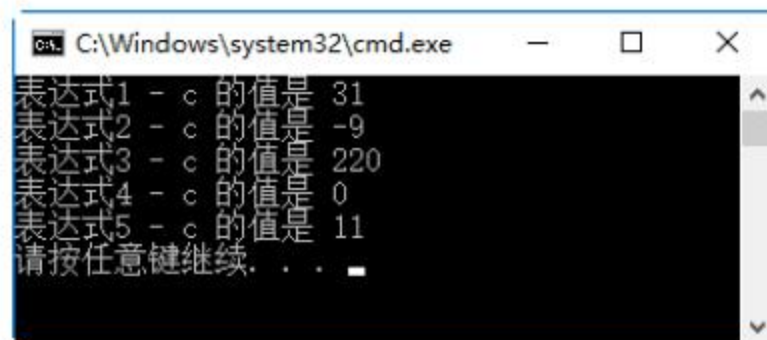 C:\Windows\system32\cmd.exe
表达式1 - c 的值是 31
表达式2 - c 的值是 -9
表达式3 - c 的值是 220
表达式4 - c 的值是 0
表达式5 - c 的值是 11
请按任意键继续. . .